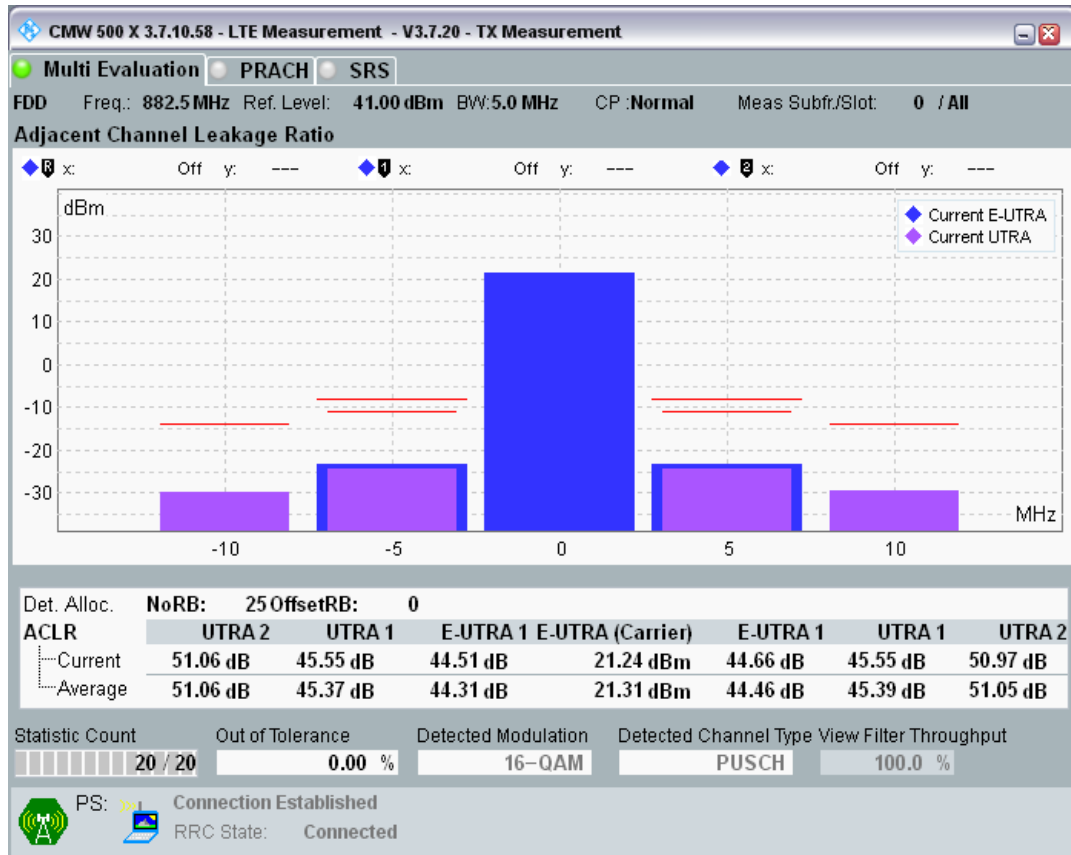 CMW 500 X 3.7.10.58 - LTE Measurement - V3.7.20 - TX Measurement
Multi Evaluation PRACH SRS
FDD Freq.: 882.5 MHz Ref. Level: 41.00 dBm BW:5.0 MHz CP :Normal Meas Subfr./Slot: 0 / All
Adjacent Channel Leakage Ratio
R x: Off y: --- 1 x: Off y: --- 2 x: Off y: ---
dBm
Current E-UTRA
Current UTRA
30
20
10
0
-10
-20
-30
MHz
-10 -5 0 5 10
Det. Alloc. NoRB: 25 OffsetRB: 0
ACLR UTRA 2 UTRA 1 E-UTRA 1 E-UTRA (Carrier) E-UTRA 1 UTRA 1 UTRA 2
Current 51.06 dB 45.55 dB 44.51 dB 21.24 dBm 44.66 dB 45.55 dB 50.97 dB
Average 51.06 dB 45.37 dB 44.31 dB 21.31 dBm 44.46 dB 45.39 dB 51.05 dB
Statistic Count Out of Tolerance Detected Modulation Detected Channel Type View Filter Throughput
20 / 20 0.00 % 16-QAM PUSCH 100.0 %
PS: Connection Established
RRC State: Connected